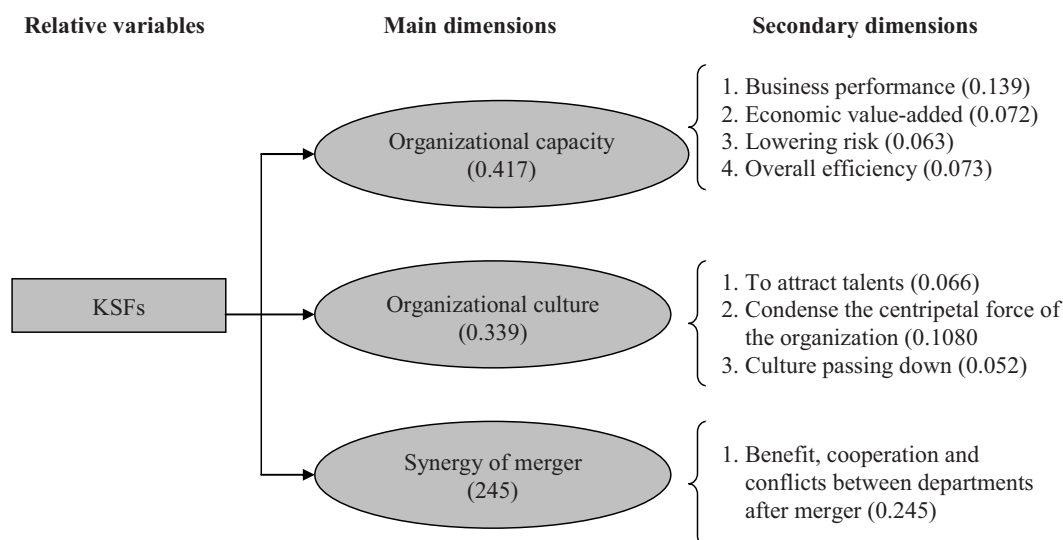 Relative variables
Main dimensions
Secondary dimensions
KSFs
Organizational capacity
(0.417)
1. Business performance (0.139)
2. Economic value-added (0.072)
3. Lowering risk (0.063)
4. Overall efficiency (0.073)
Organizational culture
(0.339)
1. To attract talents (0.066)
2. Condense the centripetal force of
the organization (0.1080
3. Culture passing down (0.052)
Synergy of merger
(245)
1. Benefit, cooperation and
conflicts between departments
after merger (0.245)